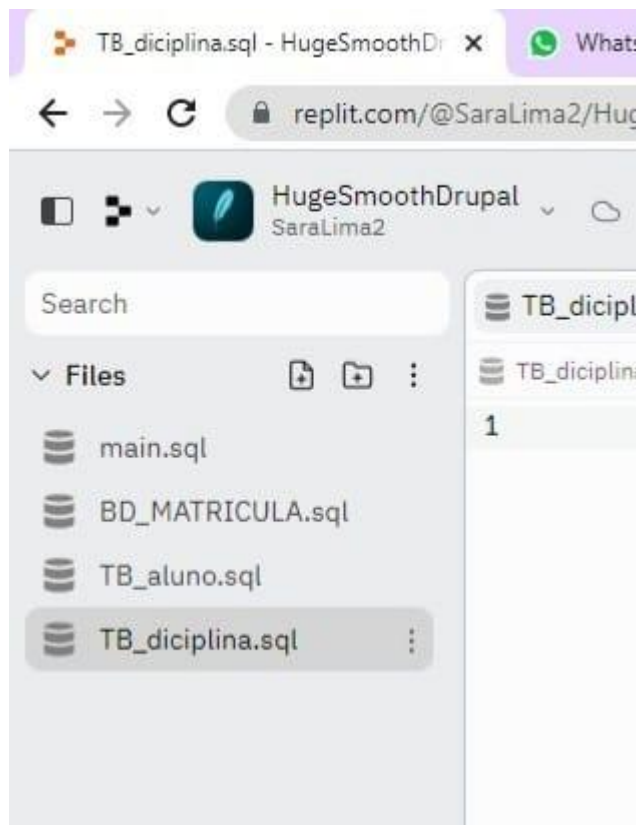 TB_diciplina.sql - HugeSmoothDr
Whats
replit.com/@SaraLima2/Hug
HugeSmoothDrupal
SaraLima2
Search
TB_dicipl
Files
TB_diciplina
1
main.sql
BD_MATRICULA.sql
TB_aluno.sql
TB_diciplina.sql